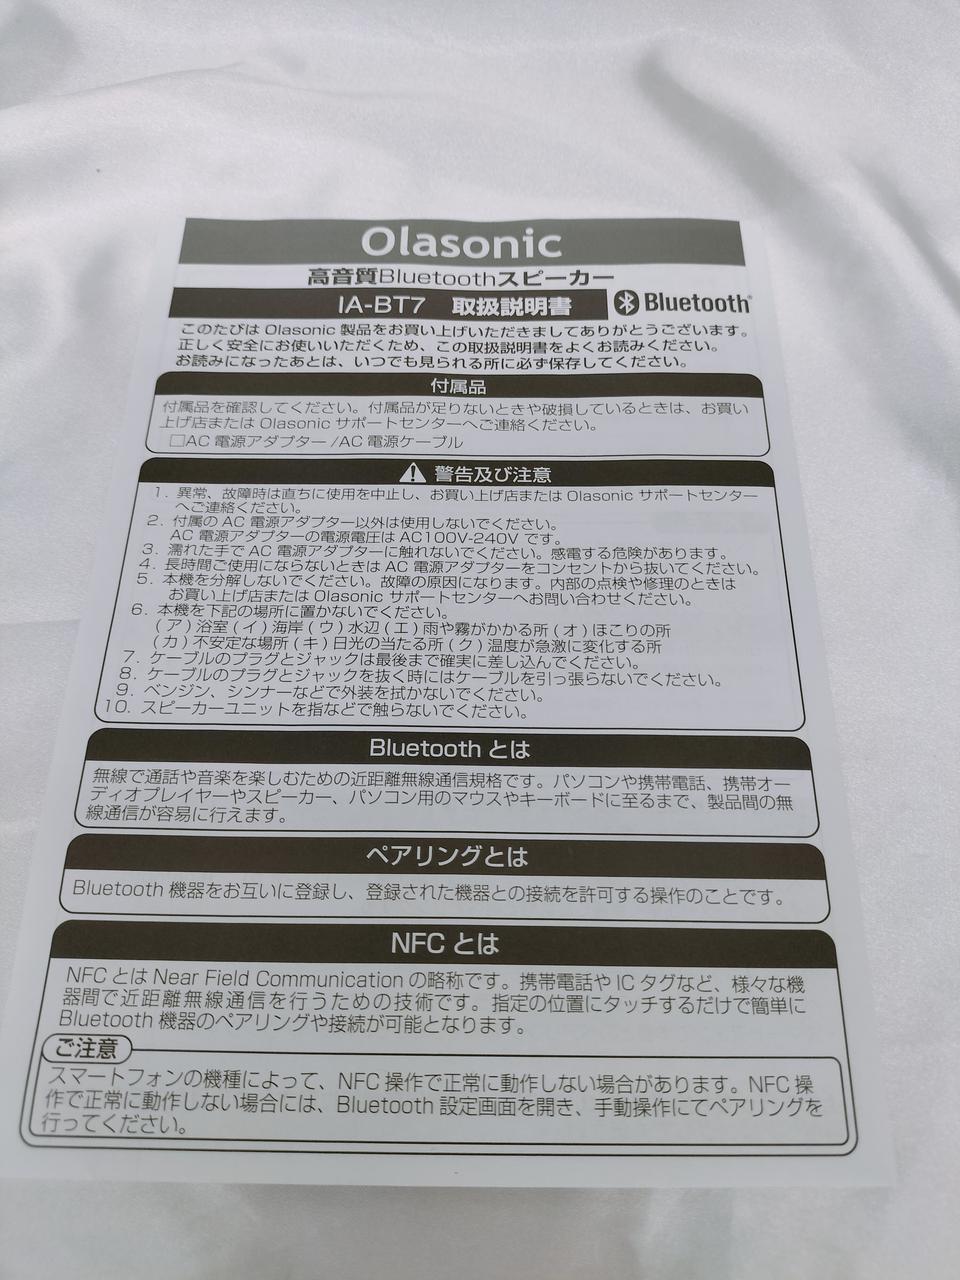 Olasonic
高音質Bluetoothスピーカー
IA-BT7 取扱説明書
Bluetooth®
このたびは Olasonic 製品をお買い上げいただきましてありがとうございます。
正しく安全にお使いいただくため、この取扱説明書をよくお読みください。
お読みになったあとは、いつでも見られる所に必ず保存してください。
付属品
付属品を確認してください。付属品が足りないときや破損しているときは、お買い
上げ店または Olasonic サポートセンターへご連絡ください。
□AC 電源アダプター /AC 電源ケーブル
警告及び注意
1. 異常、故障時は直ちに使用を中止し、お買い上げ店または Olasonic サポートセンター
へご連絡ください。
2. 付属の AC 電源アダプター以外は使用しないでください。
AC 電源アダプターの電源電圧は AC100V-240V です。
3. 濡れた手で AC 電源アダプターに触れないでください。感電する危険があります。
4. 長時間ご使用にならないときは AC 電源アダプターをコンセントから抜いてください。
5. 本機を分解しないでください。故障の原因になります。内部の点検や修理のときは
お買い上げ店または Olasonic サポートセンターへお問い合わせください。
6. 本機を下記の場所に置かないでください。
(ア) 浴室 (イ) 海岸 (ウ) 水辺 (エ) 雨や霧がかかる所 (オ) ほこりの所
(カ) 不安定な場所 (キ) 日光の当たる所 (ク) 温度が急激に変化する所
7. ケーブルのプラグとジャックは最後まで確実に差し込んでください。
8. ケーブルのプラグとジャックを抜く時にはケーブルを引っ張らないでください。
9. ベンジン、シンナーなどで外装を拭かないでください。
10. スピーカーユニットを指などで触らないでください。
Bluetooth とは
無線で通話や音楽を楽しむための近距離無線通信規格です。パソコンや携帯電話、携帯オー
ディオプレイヤーやスピーカー、パソコン用のマウスやキーボードに至るまで、製品間の無
線通信が容易に行えます。
ペアリングとは
Bluetooth 機器をお互いに登録し、登録された機器との接続を許可する操作のことです。
NFC とは
NFC とは Near Field Communication の略称です。携帯電話や IC タグなど、様々な機
器間で近距離無線通信を行うための技術です。指定の位置にタッチするだけで簡単に
Bluetooth 機器のペアリングや接続が可能となります。
ご注意
スマートフォンの機種によって、NFC 操作で正常に動作しない場合があります。NFC 操
作で正常に動作しない場合には、Bluetooth 設定画面を開き、手動操作にてペアリングを
行ってください。